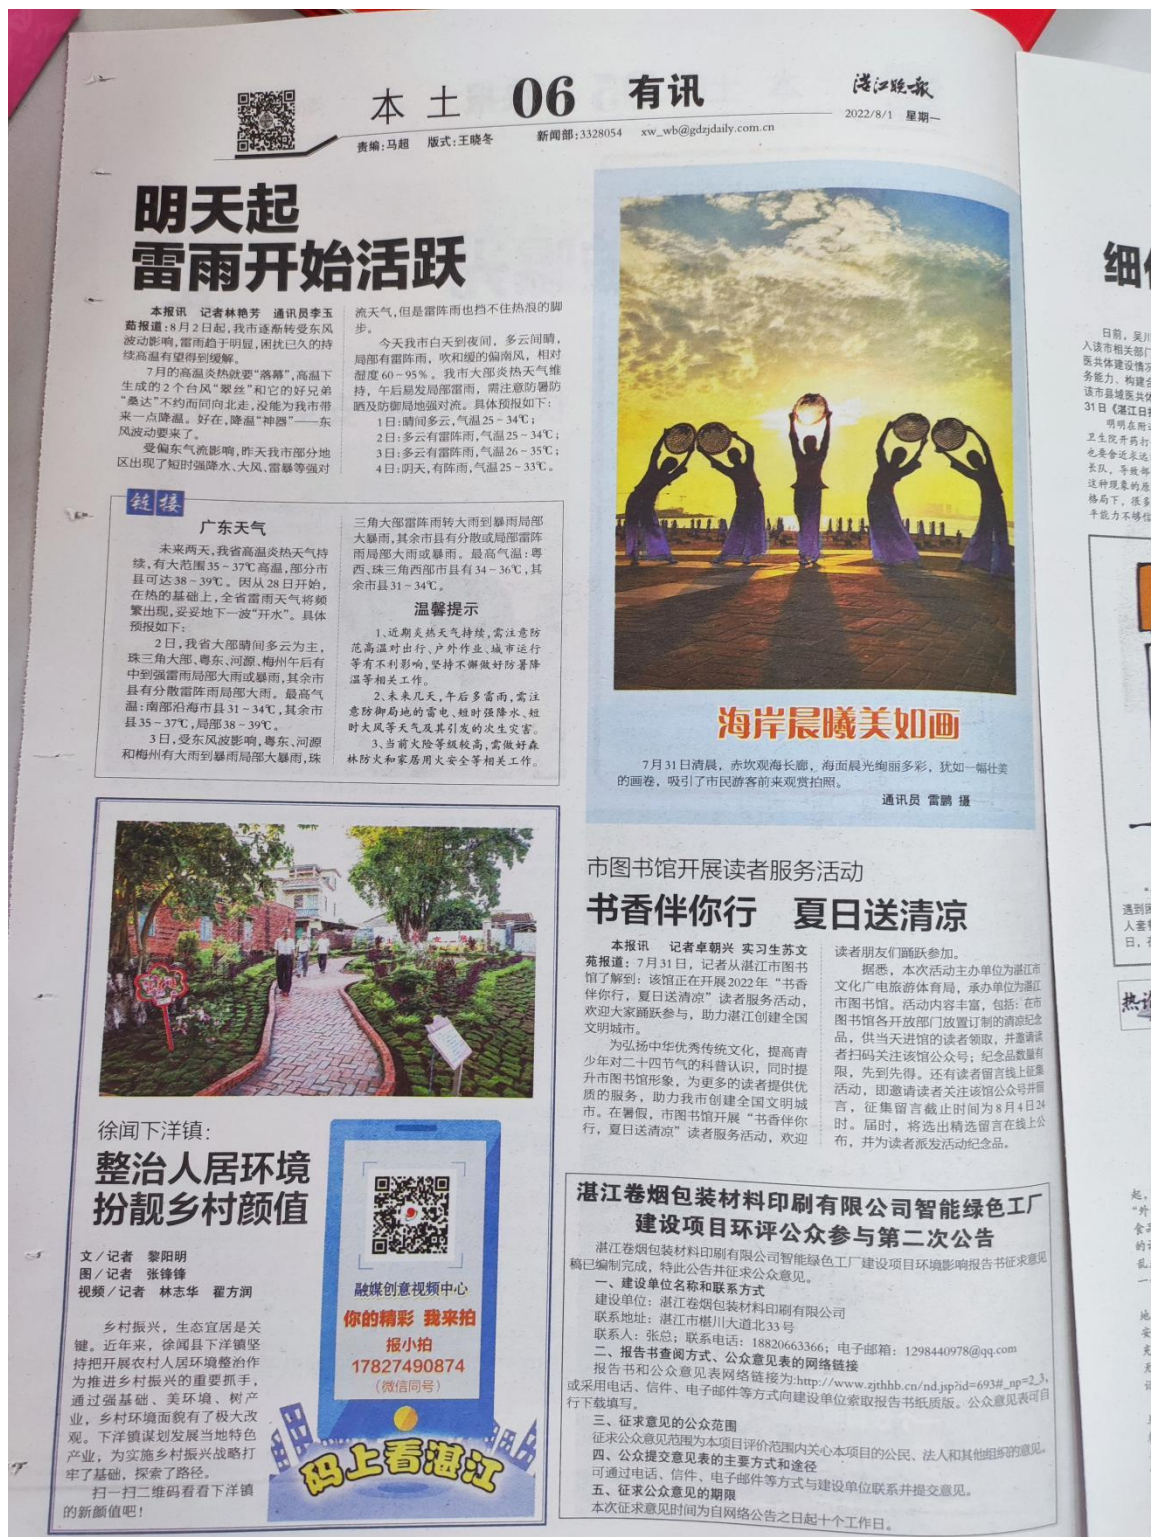 本土 06 有讯
湛江晚报
2022/8/1 星期一
责编:马超 版式:王晓冬 新闻部:3328054 xw_wb@gdzjdaily.com.cn
明天起
雷雨开始活跃
本报讯 记者林艳芳 通讯员李玉
茹报道:8月2日起,我市逐渐转受东风
波动影响,雷雨趋于明显,困扰已久的持
续高温有望得到缓解。
7月的高温炎热就要“落幕”,高温下
生成的2个台风“翠丝”和它的好兄弟
“桑达”不约而同向北走,没能为我市带
来一点降温。好在,降温“神器”——东
风波动要来了。
受偏东气流影响,昨天我市部分地
区出现了短时强降水、大风、雷暴等强对
流天气,但是雷阵雨也挡不住热浪的脚
步。
今天我市白天到夜间,多云间晴,
局部有雷阵雨,吹和缓的偏南风,相对
湿度60~95%。我市大部炎热天气维
持,午后易发局部雷雨,需注意防暑防
晒及防御局地强对流。具体预报如下:
1日:晴间多云,气温25~34℃;
2日:多云有雷阵雨,气温25~34℃;
3日:多云有雷阵雨,气温26~35℃;
4日:阴天,有阵雨,气温25~33℃。
链接
广东天气
未来两天,我省高温炎热天气持
续,有大范围35~37℃高温,部分市
县可达38~39℃。因从28日开始,
在热的基础上,全省雷雨天气将频
繁出现,妥妥地下一波“开水”。具体
预报如下:
2日,我省大部晴间多云为主,
珠三角大部、粤东、河源、梅州午后有
中到强雷雨局部大雨或暴雨,其余市
县有分散雷阵雨局部大雨。最高气
温:南部沿海市县31~34℃,其余市
县35~37℃,局部38~39℃。
3日,受东风波影响,粤东、河源
和梅州有大雨到暴雨局部大暴雨,珠
三角大部雷阵雨转大雨到暴雨局部
大暴雨,其余市县有分散或局部雷阵
雨局部大雨或暴雨。最高气温:粤
西、珠三角西部市县有34~36℃,其
余市县31~34℃。
温馨提示
1、近期炎热天气持续,需注意防
范高温对出行、户外作业、城市运行
等有不利影响,坚持不懈做好防暑降
温等相关工作。
2、未来几天,午后多雷雨,需注
意防御局地的雷电、短时强降水、短
时大风等天气及其引发的次生灾害。
3、当前火险等级较高,需做好森
林防火和家居用火安全等相关工作。
海岸晨曦美如画
7月31日清晨,赤坎观海长廊,海面晨光绚丽多彩,犹如一幅壮美
的画卷,吸引了市民游客前来观赏拍照。
通讯员 雷鹏 摄
徐闻下洋镇:
整治人居环境
扮靓乡村颜值
文/记者 黎阳明
图/记者 张锋锋
视频/记者 林志华 翟方润
乡村振兴,生态宜居是关
键。近年来,徐闻县下洋镇坚
持把开展农村人居环境整治作
为推进乡村振兴的重要抓手,
通过强基础、美环境、树产
业,乡村环境面貌有了极大改
观。下洋镇谋划发展当地特色
产业,为实施乡村振兴战略打
牢了基础,探索了路径。
扫一扫二维码看看下洋镇
的新颜值吧!
融媒创意视频中心
你的精彩 我来拍
报小拍
17827490874
(微信同号)
码上看湛江
市图书馆开展读者服务活动
书香伴你行 夏日送清凉
本报讯 记者卓朝兴 实习生苏文
苑报道:7月31日,记者从湛江市图书
馆了解到:该馆正在开展2022年“书香
伴你行,夏日送清凉”读者服务活动,
欢迎大家踊跃参与,助力湛江创建全国
文明城市。
为弘扬中华优秀传统文化,提高青
少年对二十四节气的科普认识,同时提
升市图书馆形象,为更多的读者提供优
质的服务,助力我市创建全国文明城
市。在暑假,市图书馆开展“书香伴你
行,夏日送清凉”读者服务活动,欢迎
读者朋友们踊跃参加。
据悉,本次活动主办单位为湛江市
文化广电旅游体育局,承办单位为湛江
市图书馆。活动内容丰富,包括:在市
图书馆各开放部门放置订制的清凉纪念
品,供当天进馆的读者领取,并邀请读
者扫码关注该馆公众号;纪念品数量有
限,先到先得。还有读者留言线上征集
活动,即邀请读者关注该馆公众号并留
言,征集留言截止时间为8月4日24
时。届时,将选出精选留言在线上公
布,并为读者派发活动纪念品。
湛江卷烟包装材料印刷有限公司智能绿色工厂
建设项目环评公众参与第二次公告
湛江卷烟包装材料印刷有限公司智能绿色工厂建设项目环境影响报告书征求意见
稿已编制完成,特此公告并征求公众意见。
一、建设单位名称和联系方式
建设单位:湛江卷烟包装材料印刷有限公司
联系地址:湛江市椹川大道北33号
联系人:张总;联系电话:18820663366;电子邮箱:1298440978@qq.com
二、报告书查阅方式、公众意见表的网络链接
报告书和公众意见表网络链接为:http://www.zjthhb.cn/nd.jsp?id=693#_np=2_3,
或采用电话、信件、电子邮件等方式向建设单位索取报告书纸质版。公众意见表可自
行下载填写。
三、征求意见的公众范围
征求公众意见范围为本项目评价范围内关心本项目的公民、法人和其他组织的意见。
四、公众提交意见表的主要方式和途径
可通过电话、信件、电子邮件等方式与建设单位联系并提交意见。
五、征求公众意见的期限
本次征求意见时间为自网络公告之日起十个工作日。
日前,吴川
入该市相关部门
医共体建设情况
务能力、构建合
该市县域医共体
31日《湛江日报
明明在附近
卫生院开药打
也要舍近求远
长队,导致邻
这种现象的原
格局下,很多
平能力不够信
遇到困
人套